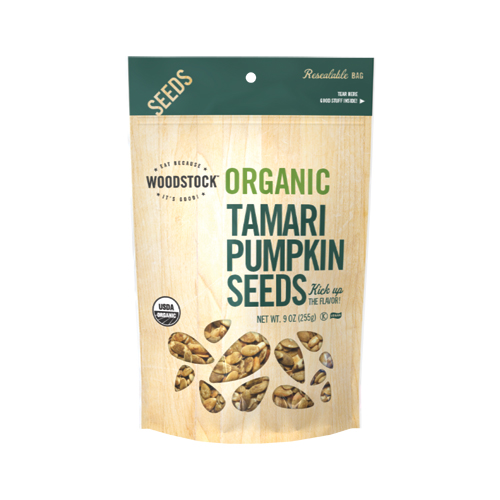 SEEDS
Resealable BAG
TEAR HERE
GOOD STUFF INSIDE!
EAT BECAUSE
WOODSTOCK
IT'S GOOD!
ORGANIC
TAMARI
PUMPKIN
SEEDS
Kick up
THE FLAVOR!
USDA
ORGANIC
NET WT. 9 OZ (255g)
K